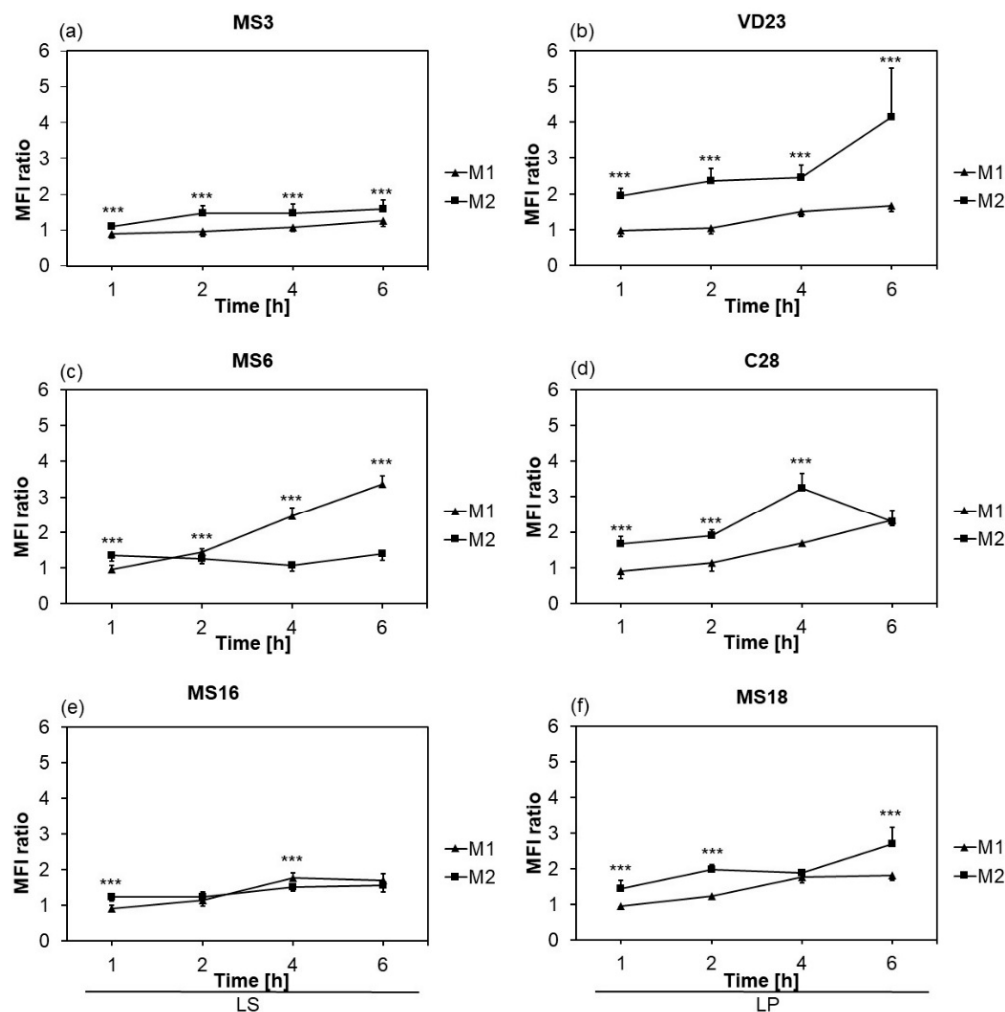 (a) MS3
6
5
4
3
2
1
0
MFI ratio
***
***
***
***
1 2 4 6
Time [h]
M1
M2
(b) VD23
6
5
4
3
2
1
0
MFI ratio
***
***
***
***
1 2 4 6
Time [h]
M1
M2
(c) MS6
6
5
4
3
2
1
0
MFI ratio
***
***
***
***
1 2 4 6
Time [h]
M1
M2
(d) C28
6
5
4
3
2
1
0
MFI ratio
***
***
***
1 2 4 6
Time [h]
M1
M2
(e) MS16
6
5
4
3
2
1
0
MFI ratio
***
***
1 2 4 6
Time [h]
M1
M2
LS
(f) MS18
6
5
4
3
2
1
0
MFI ratio
***
***
***
1 2 4 6
Time [h]
M1
M2
LP